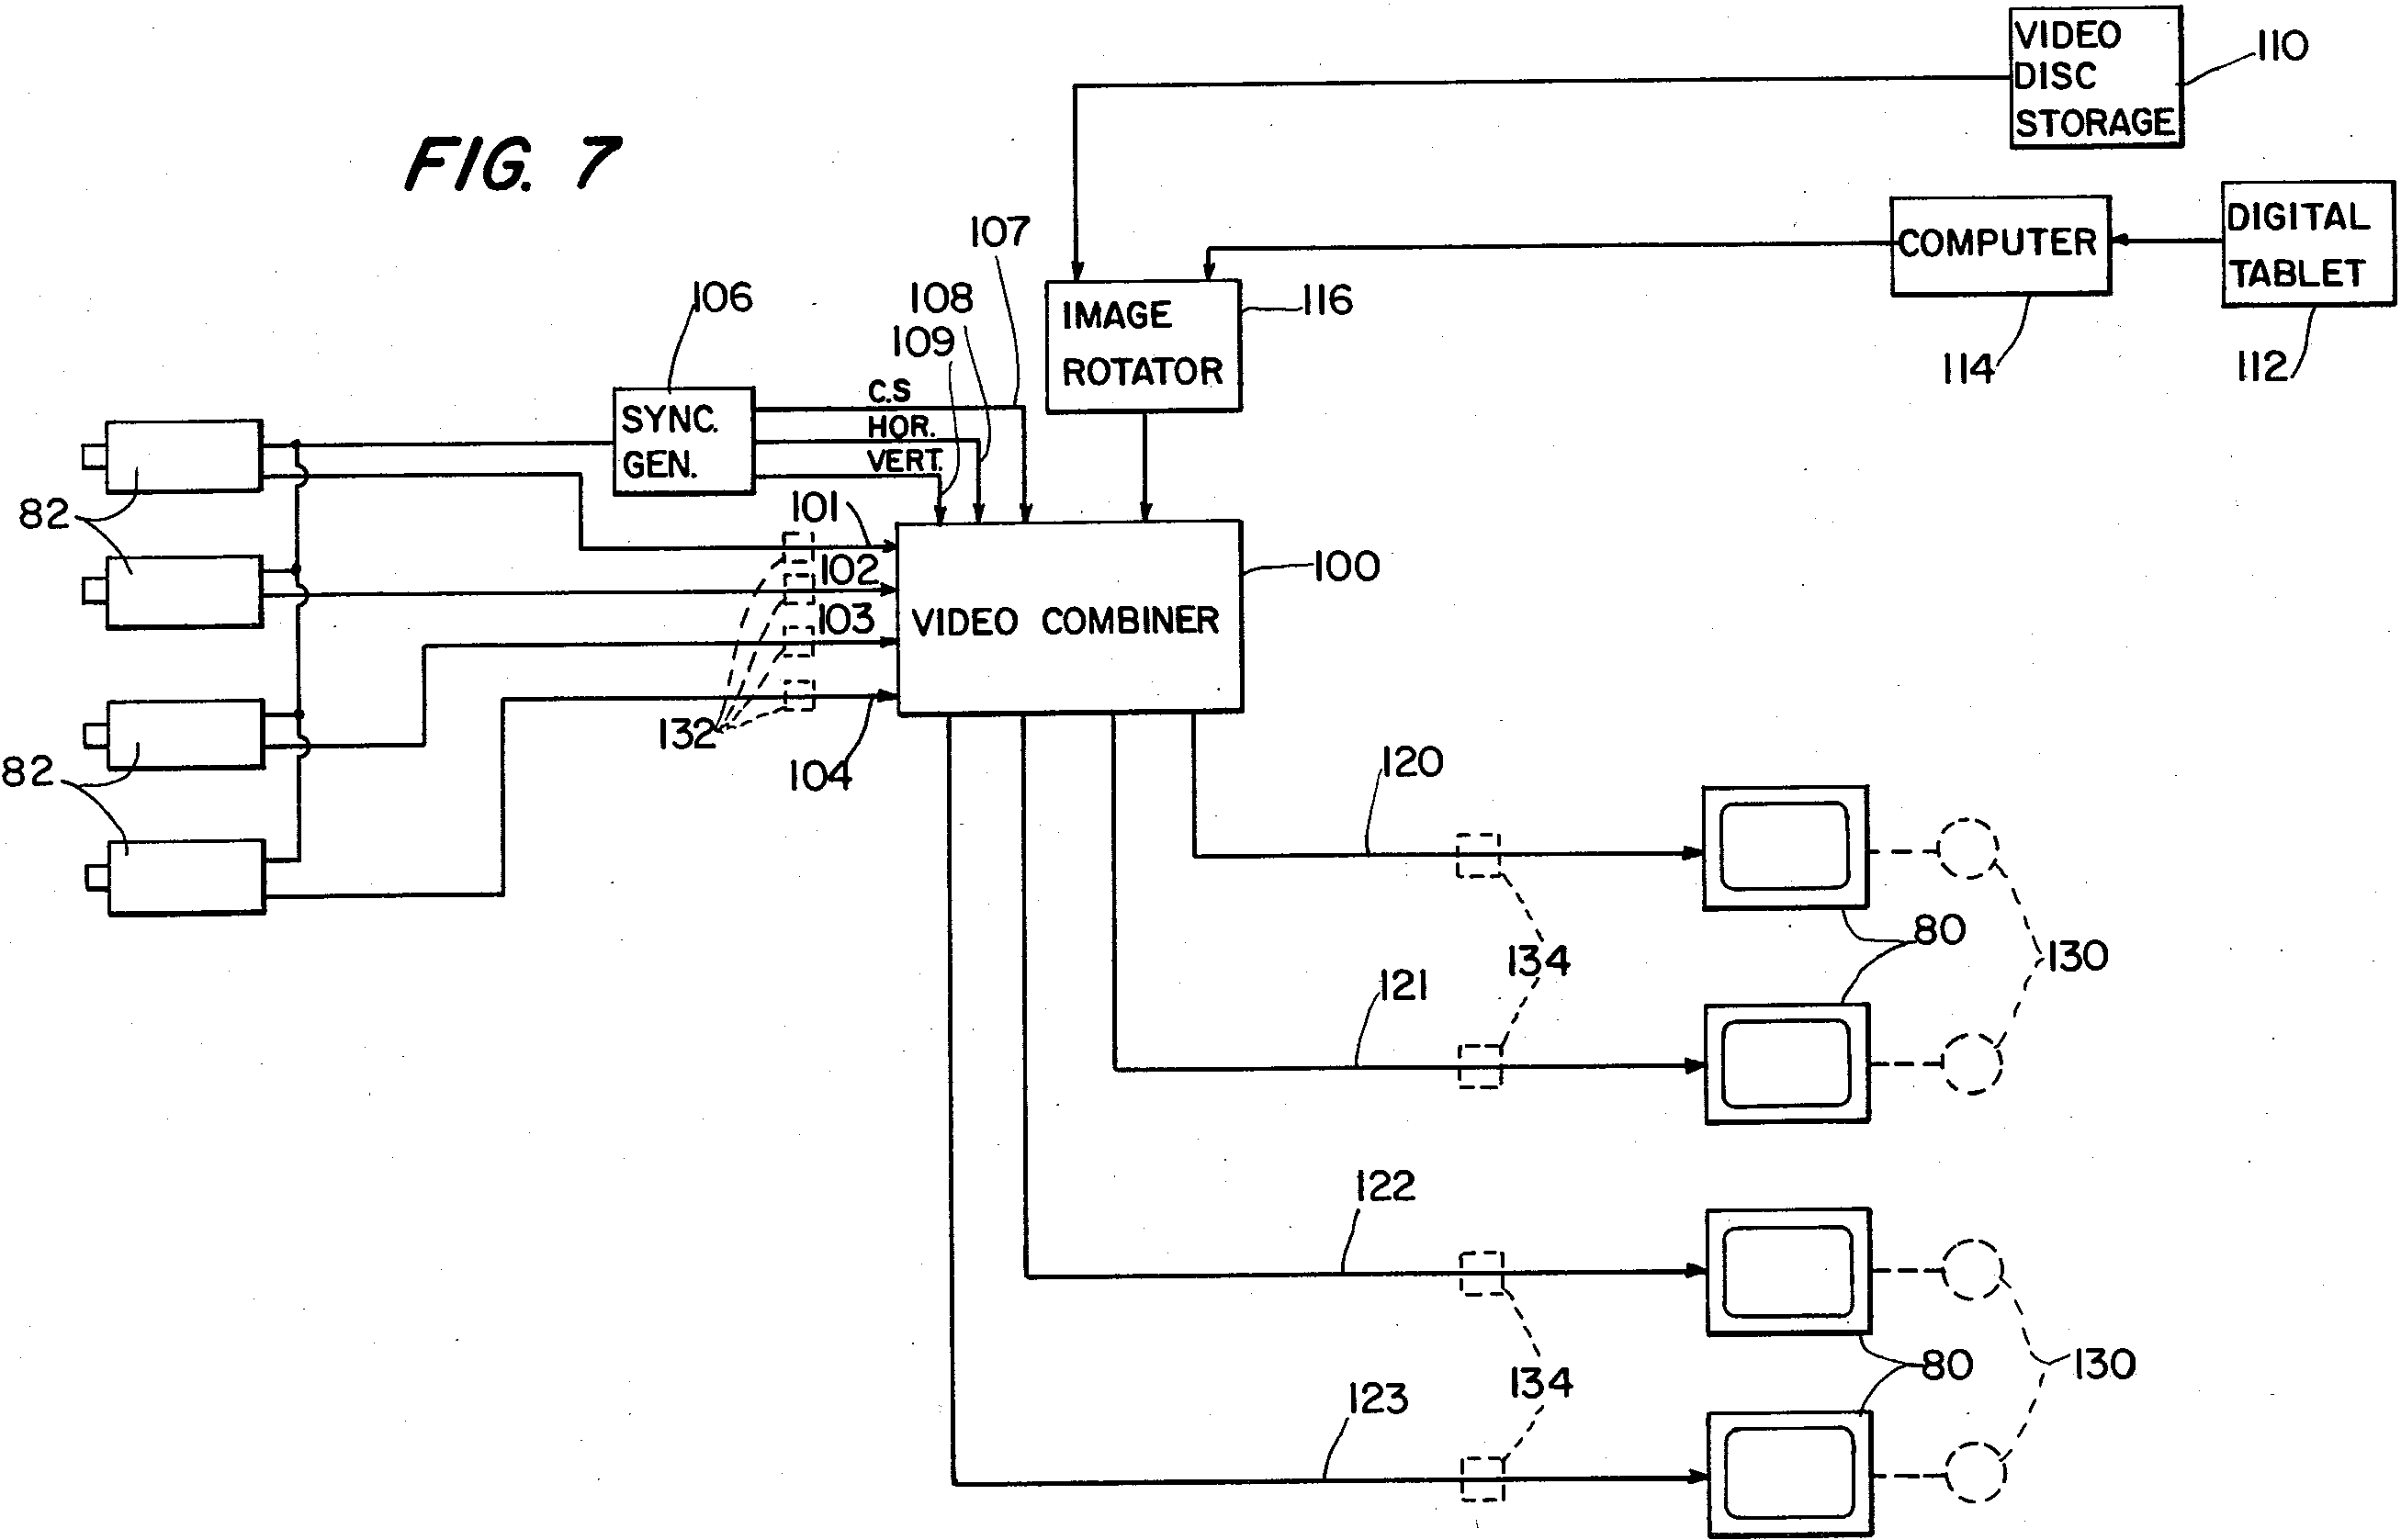 VIDEO
DISC
STORAGE
110
FIG. 7
DIGITAL
TABLET
112
COMPUTER
114
107
108
109
106
IMAGE
ROTATOR
116
SYNC.
GEN.
C.S
HOR.
VERT.
82
101
102
103
104
132
VIDEO COMBINER
100
82
120
80
134
130
121
122
80
134
130
123